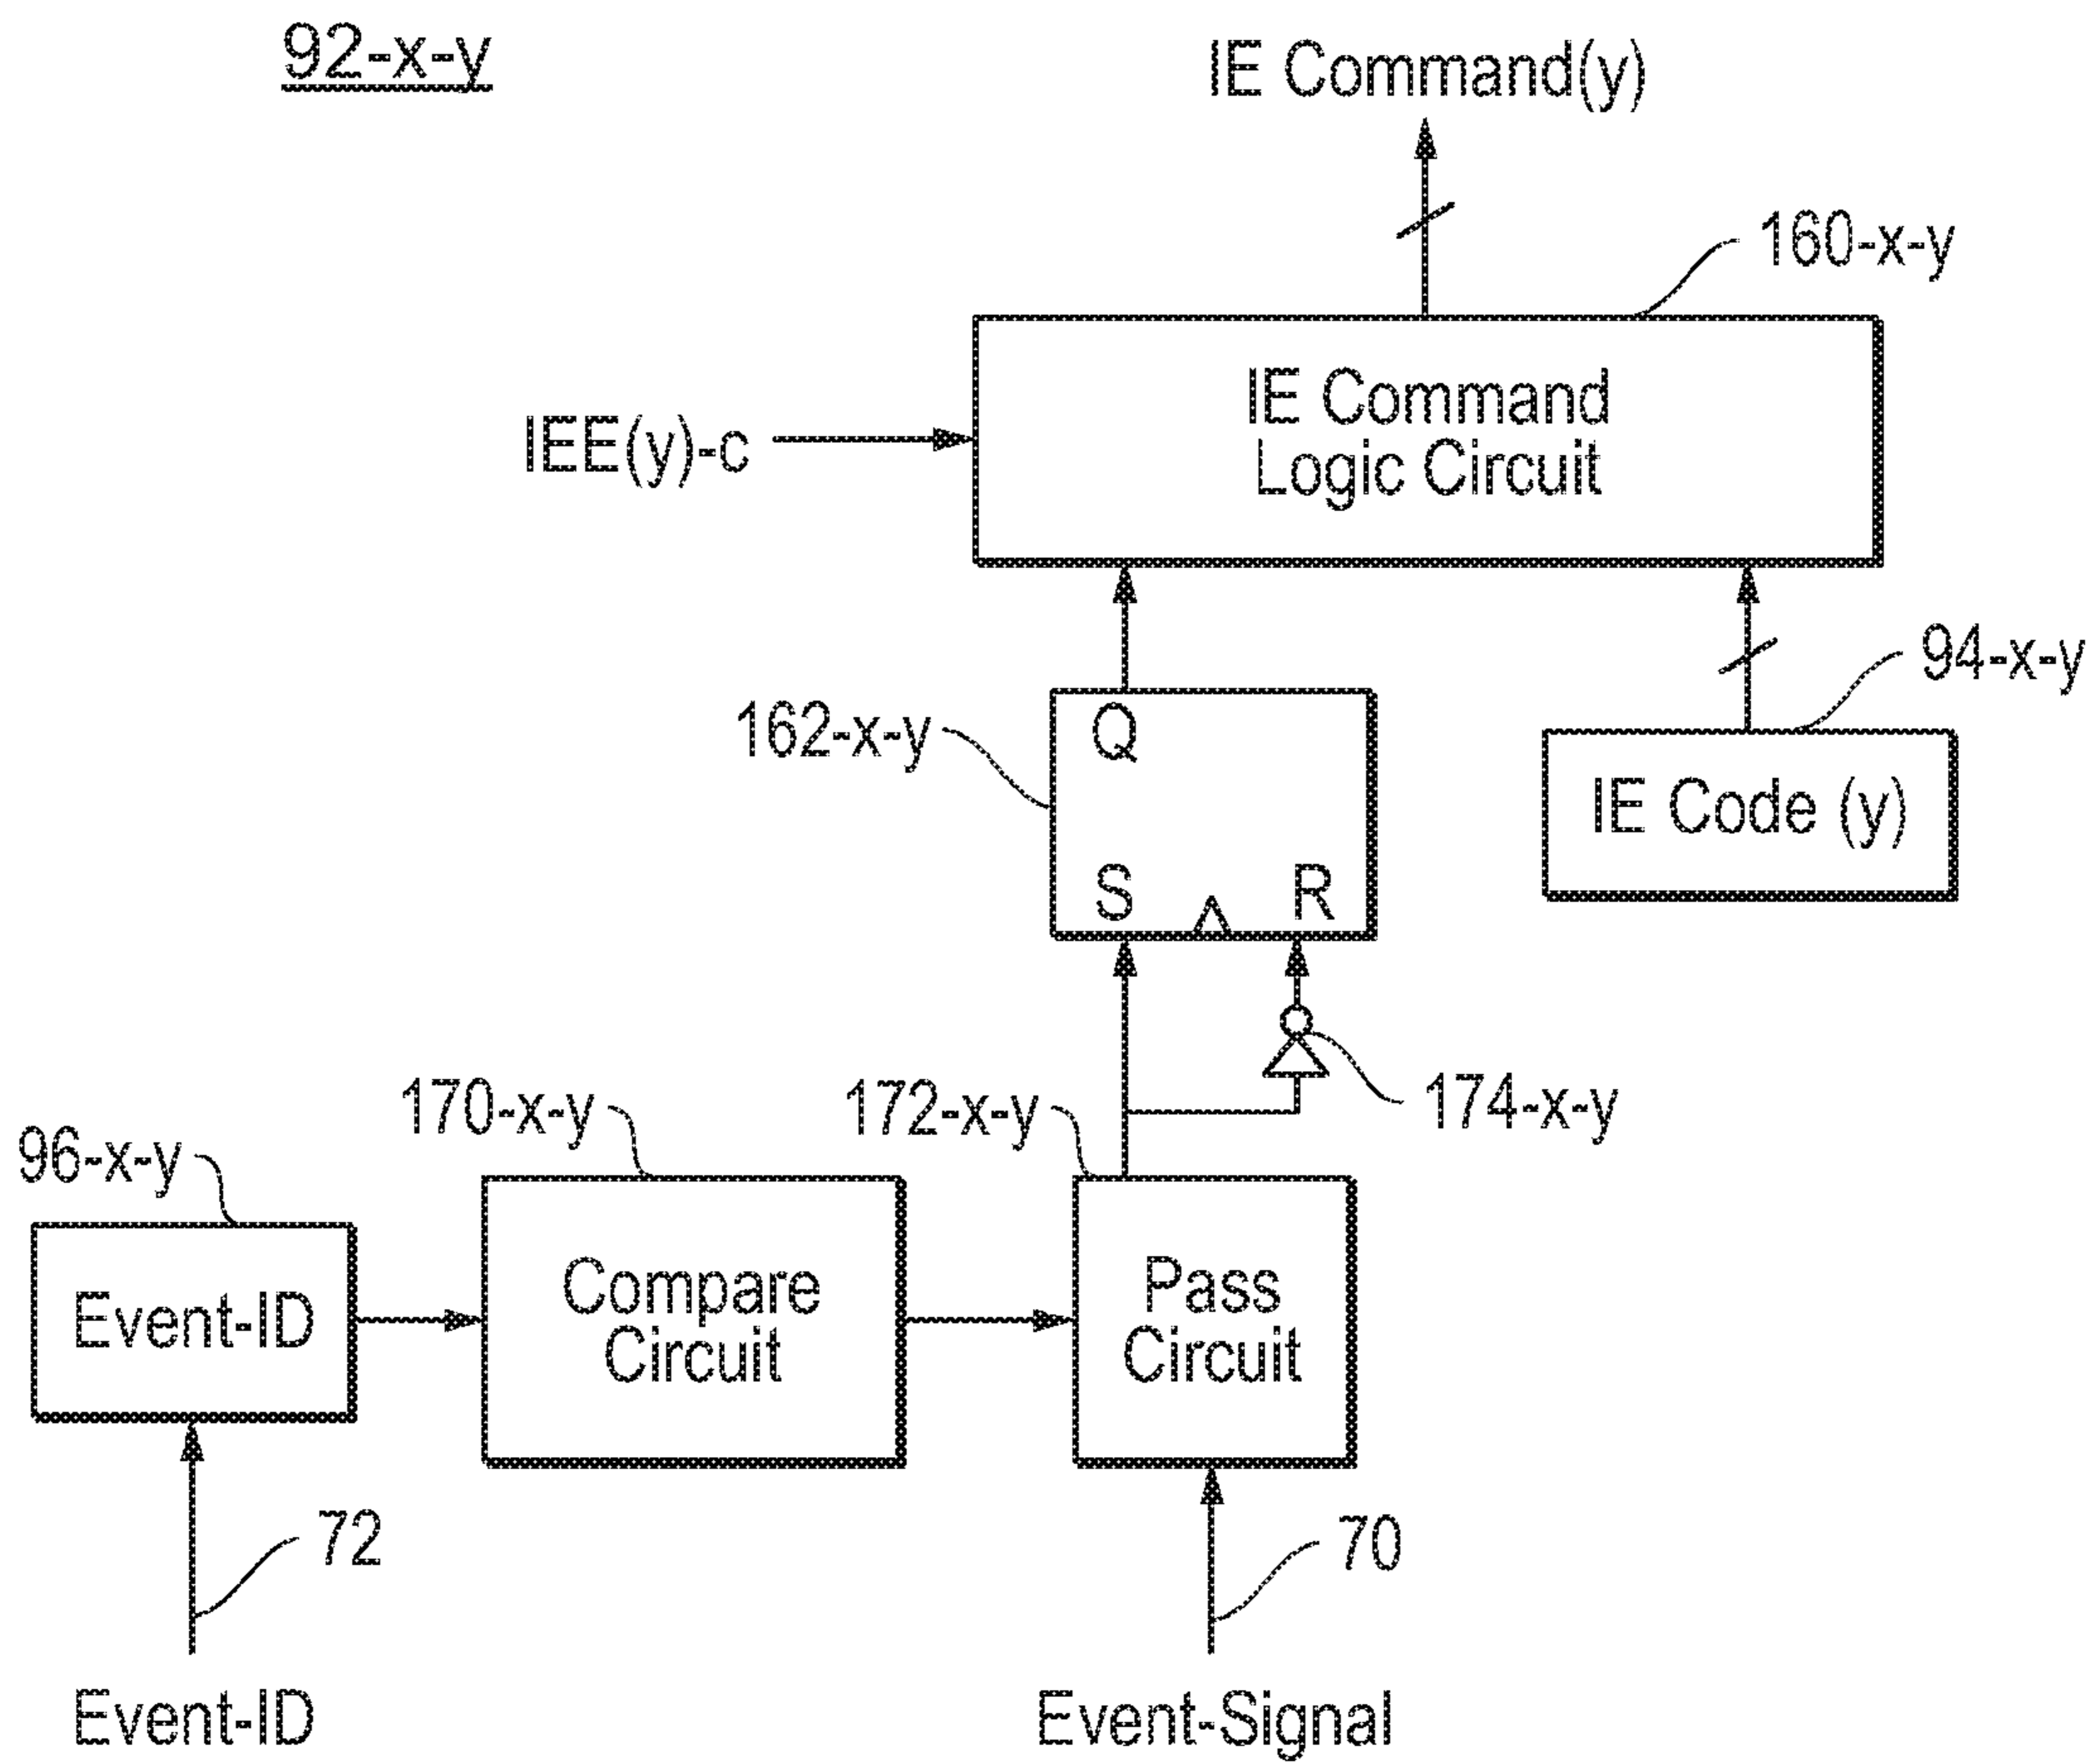 92-x-y
IE Command(y)
160-x-y
IE Command
Logic Circuit
IEE(y)-c
94-x-y
162-x-y
Q
IE Code (y)
S
R
170-x-y
172-x-y
174-x-y
96-x-y
Compare
Circuit
Pass
Circuit
Event-ID
72
70
Event-ID
Event-Signal